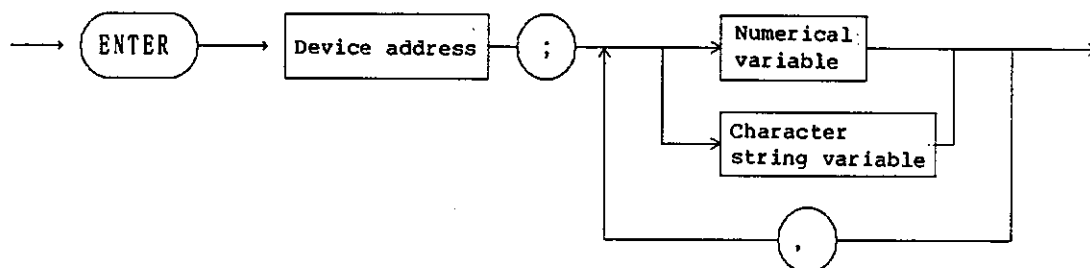 ENTER
Device address
;
Numerical
variable
Character
string variable
,